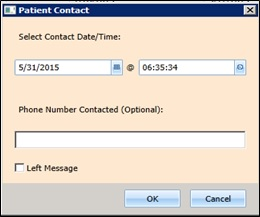 Patient Contact
Select Contact Date/Time:
5/31/2015 @ 06:35:34
Phone Number Contacted (Optional):
Left Message
OK Cancel